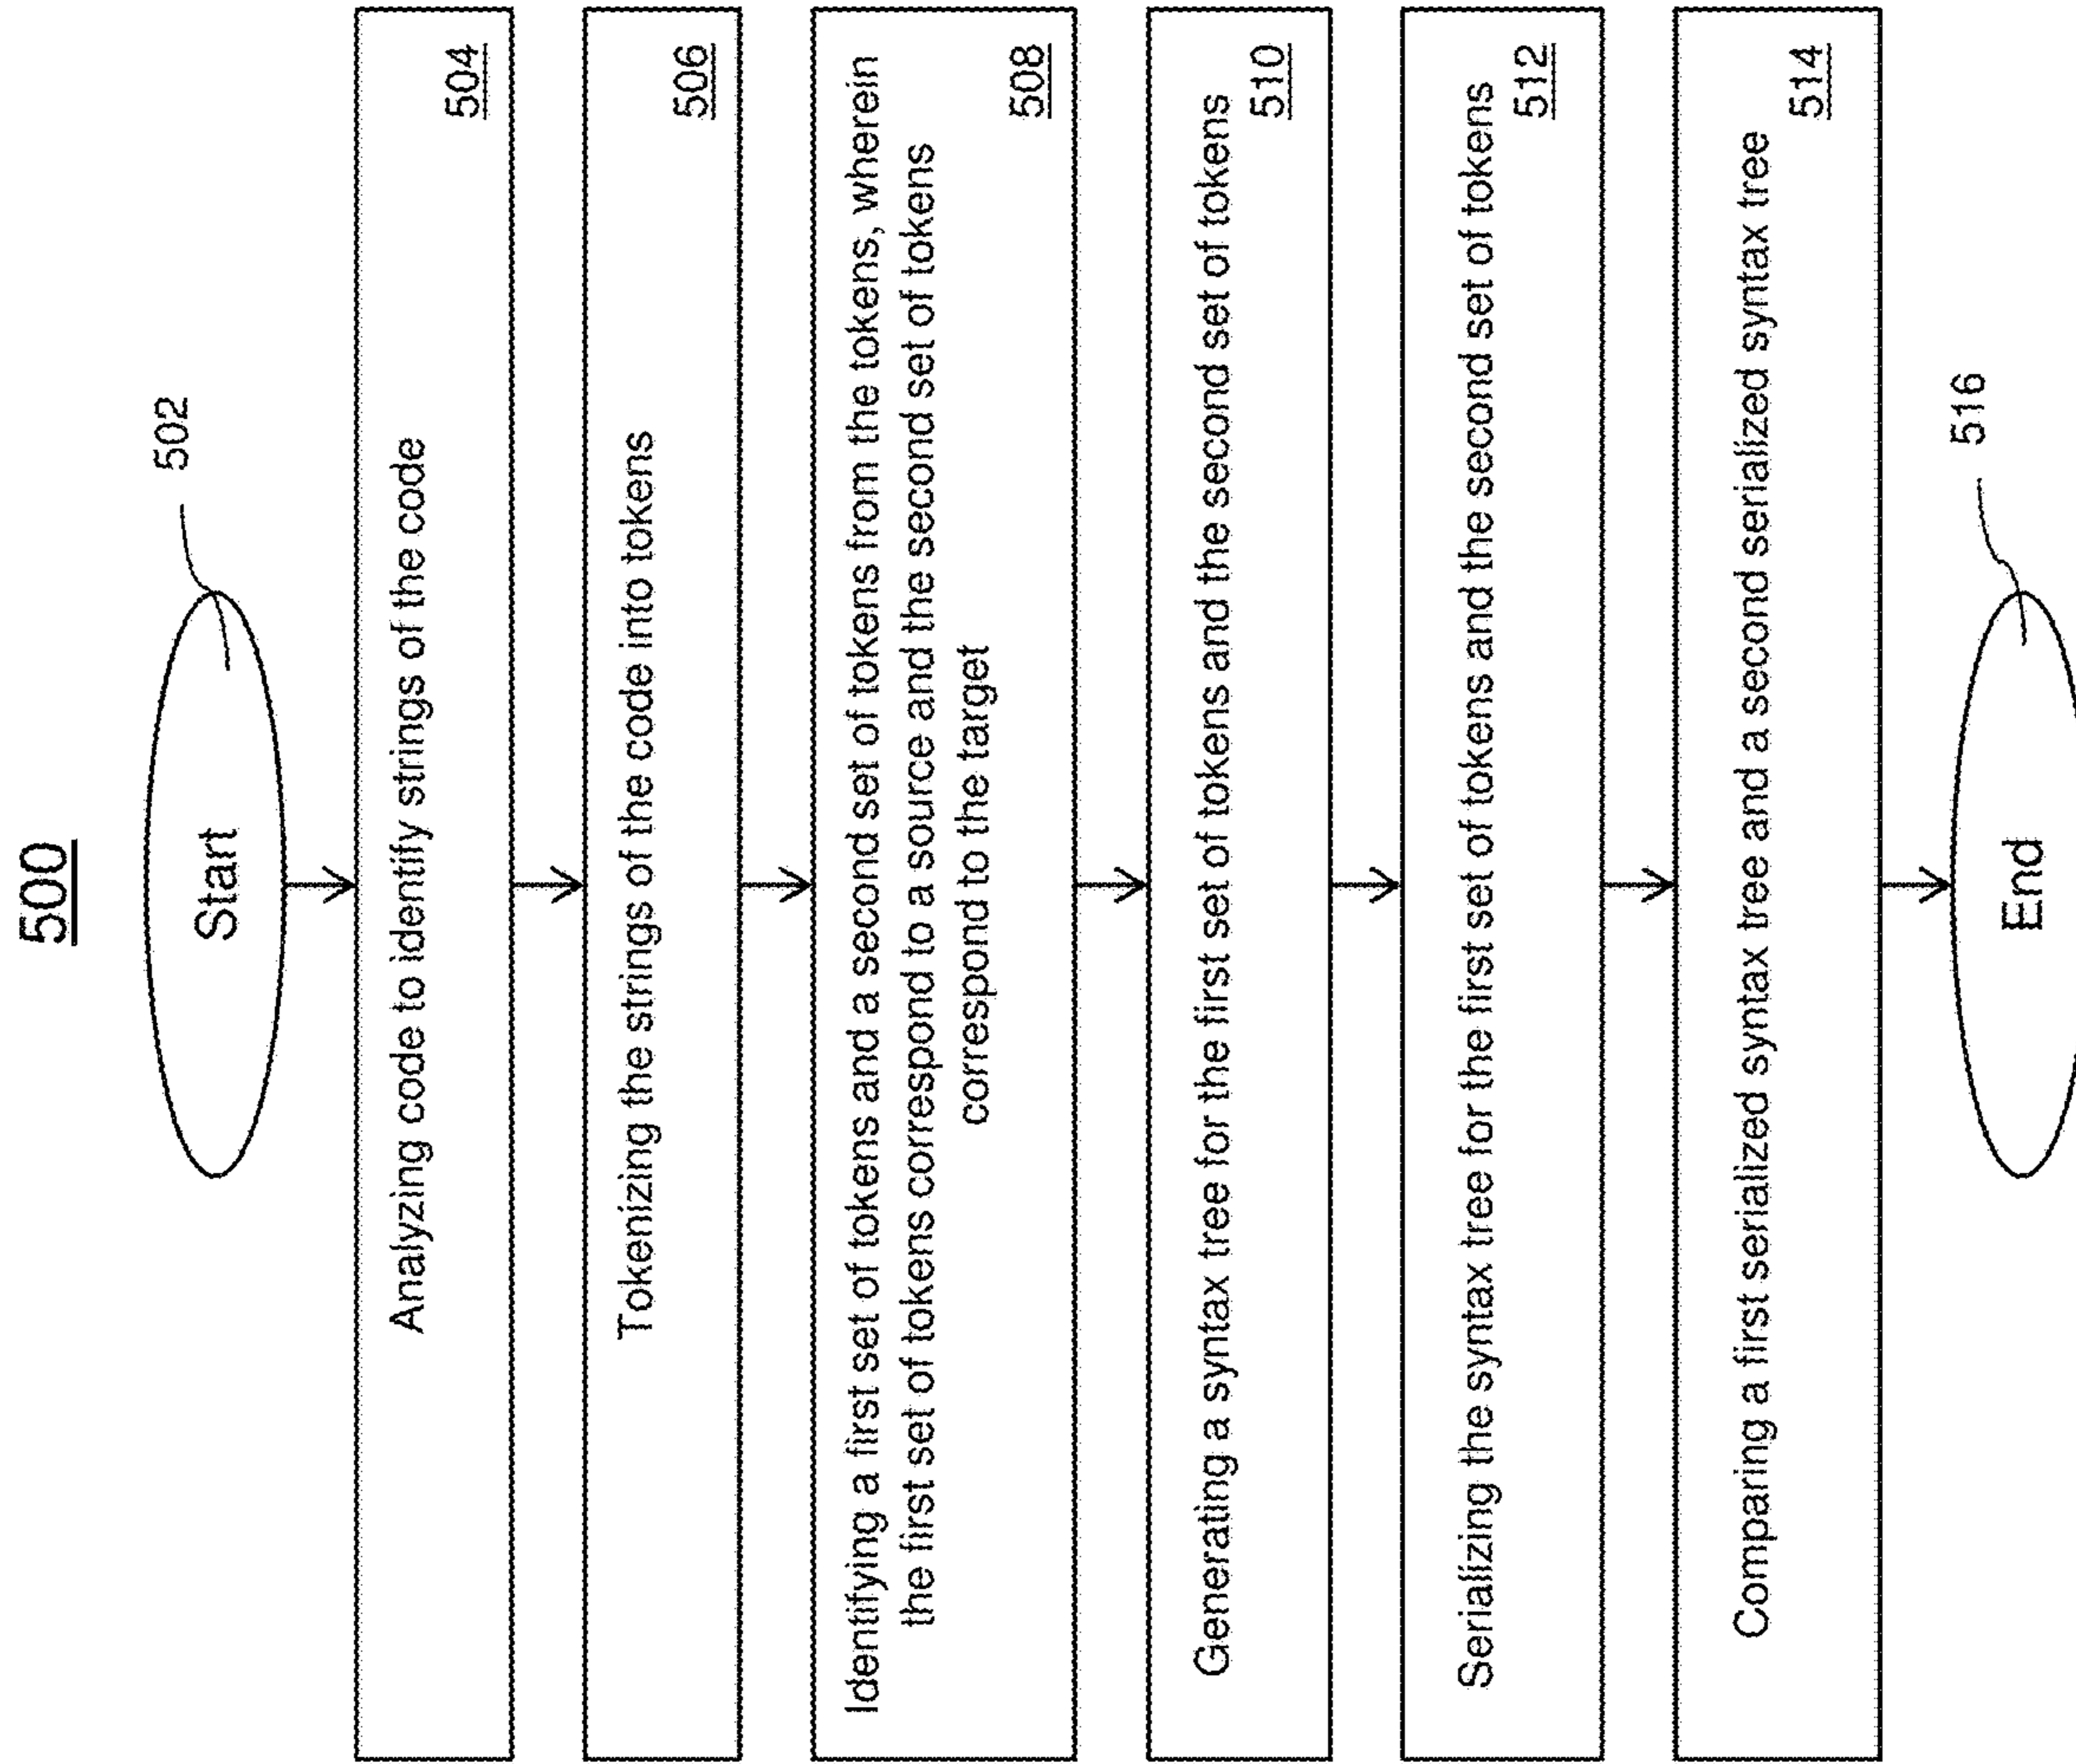 500
502
Start
Analyzing code to identify strings of the code
504
Tokenizing the strings of the code into tokens
506
Identifying a first set of tokens and a second set of tokens from the tokens, wherein
the first set of tokens correspond to a source and the second set of tokens
correspond to the target
508
Generating a syntax tree for the first set of tokens and the second set of tokens
510
Serializing the syntax tree for the first set of tokens and the second set of tokens
512
Comparing a first serialized syntax tree and a second serialized syntax tree
514
516
End